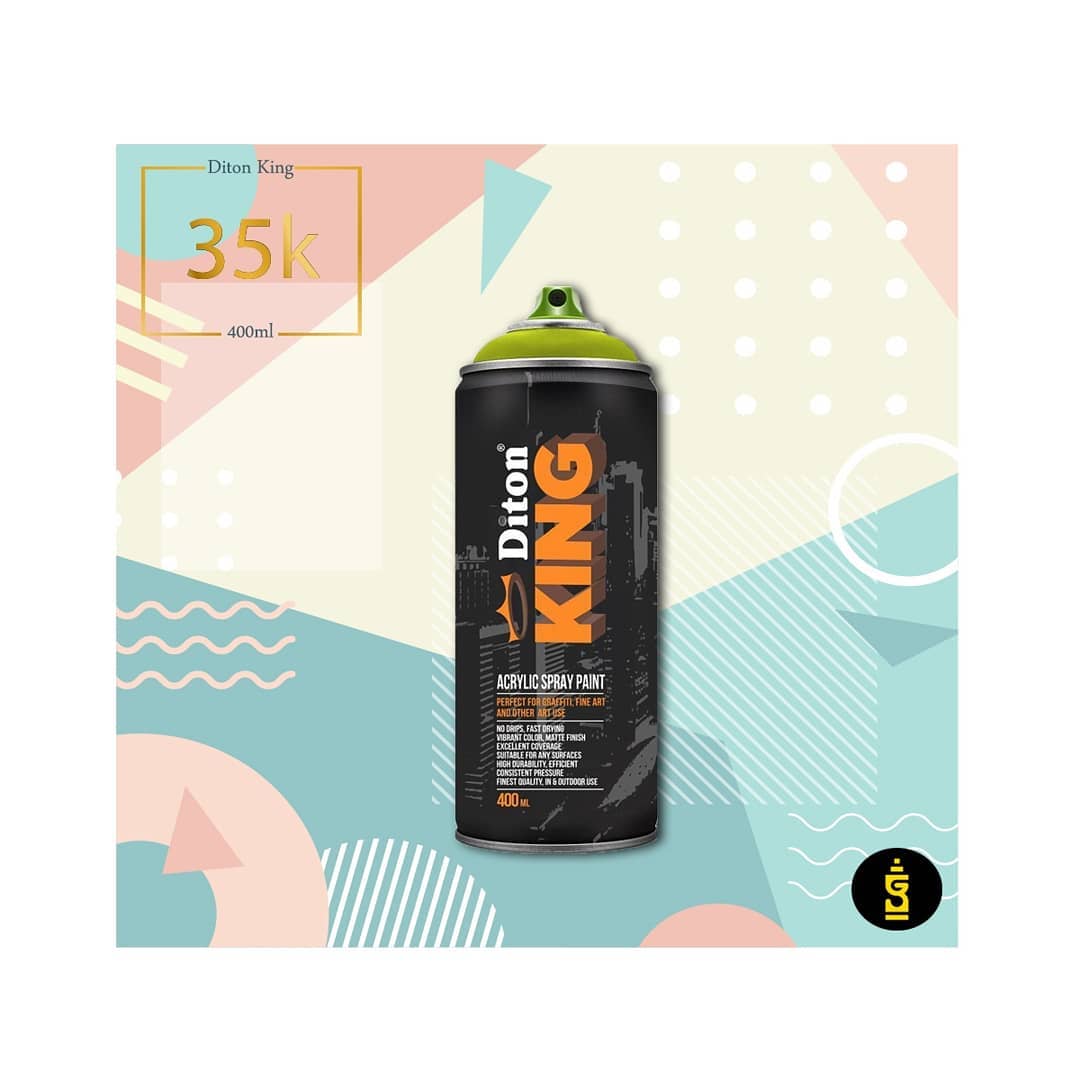 Diton King
35k
400ml
Diton®
KING
ACRYLIC SPRAY PAINT
PERFECT FOR GRAFFITI, FINE ART
AND OTHER ART USE
NO DRIPS, FAST DRYING
VIBRANT COLOR, MATTE FINISH
EXCELLENT COVERAGE
SUITABLE FOR ANY SURFACES
HIGH DURABILITY, EFFICIENT
CONSISTENT PRESSURE
FINEST QUALITY, IN & OUTDOOR USE
400 ML